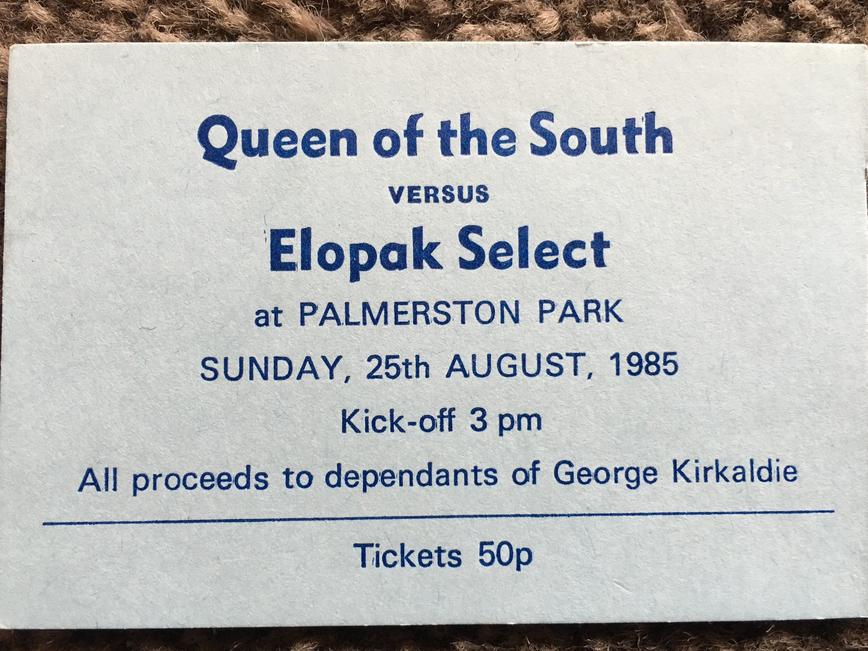 Queen of the South
VERSUS
Elopak Select
at PALMERSTON PARK
SUNDAY, 25th AUGUST, 1985
Kick-off 3 pm
All proceeds to dependants of George Kirkaldie
Tickets 50p